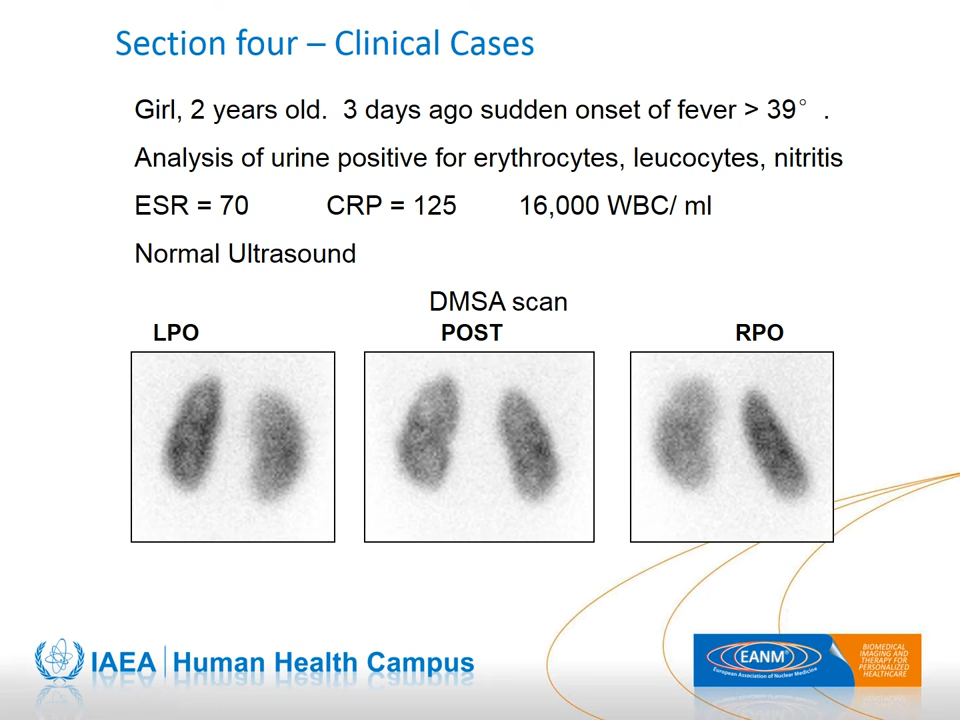 Section four – Clinical Cases
Girl, 2 years old.  3 days ago sudden onset of fever > 39° .
Analysis of urine positive for erythrocytes, leucocytes, nitritis
ESR = 70 CRP = 125 16,000 WBC/ ml
Normal Ultrasound
DMSA scan
LPO POST RPO
IAEA | Human Health Campus
EANM
European Association of Nuclear Medicine
BIOMEDICAL
IMAGING AND
THERAPY FOR
PERSONALIZED
HEALTHCARE